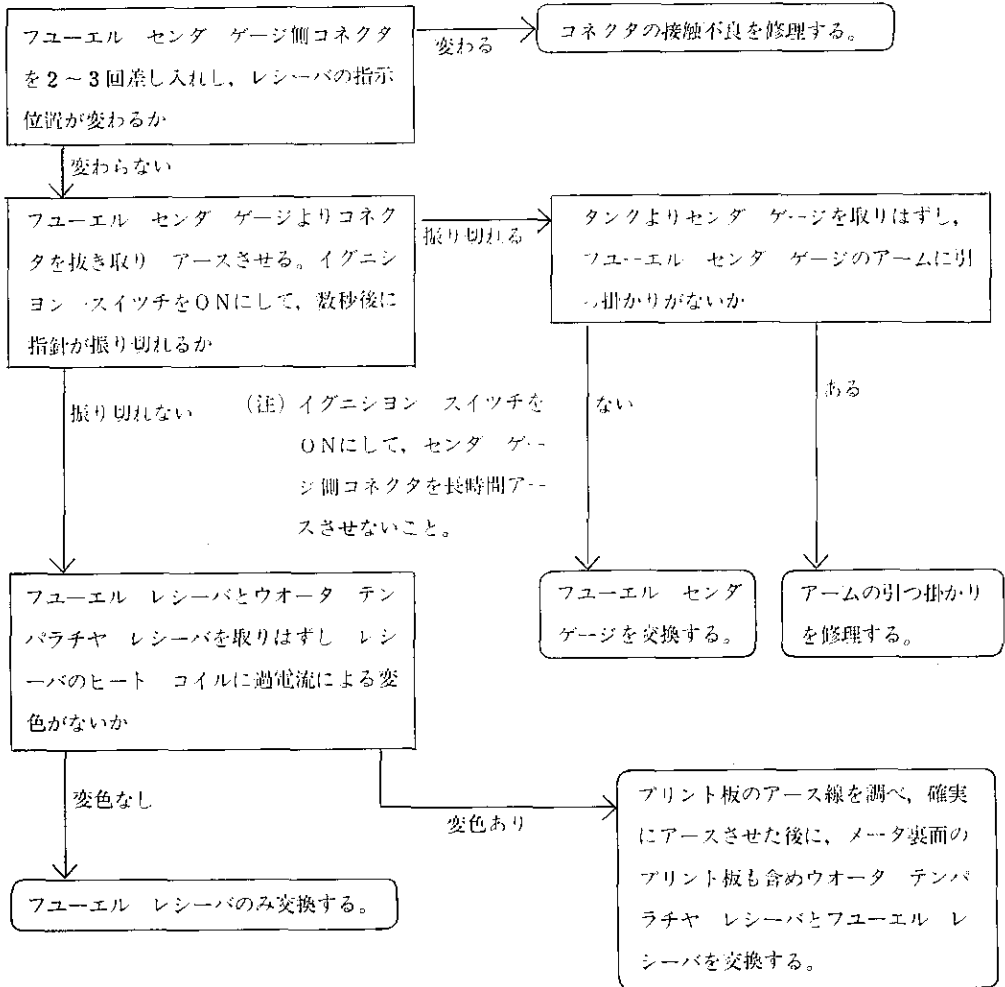 フユーエル センダ ゲージ側コネクタ
を2～3回差し入れし，レシーバの指示
位置が変わるか
変わる
コネクタの接触不良を修理する。
変わらない
フユーエル センダ ゲージよりコネク
タを抜き取り アースさせる。イグニシ
ヨン スイツチをONにして，数秒後に
指針が振り切れるか
振り切れる
タンクよりセンダ ゲージを取りはずし，
フユーエル センダ ゲージのアームに引
っ掛かりがないか
振り切れない
(注) イグニシヨン スイツチを
ONにして，センダ ゲー
ジ側コネクタを長時間アー
スさせないこと。
ない
ある
フユーエル レシーバとウオータ テン
パラチヤ レシーバを取りはずし レシ
ーバのヒート コイルに過電流による変
色がないか
フユーエル センダ
ゲージを交換する。
アームの引つ掛かり
を修理する。
変色なし
変色あり
フユーエル レシーバのみ交換する。
プリント板のアース線を調べ，確実
にアースさせた後に，メータ裏面の
プリント板も含めウオータ テンパ
ラチヤ レシーバとフユーエル レ
シーバを交換する。